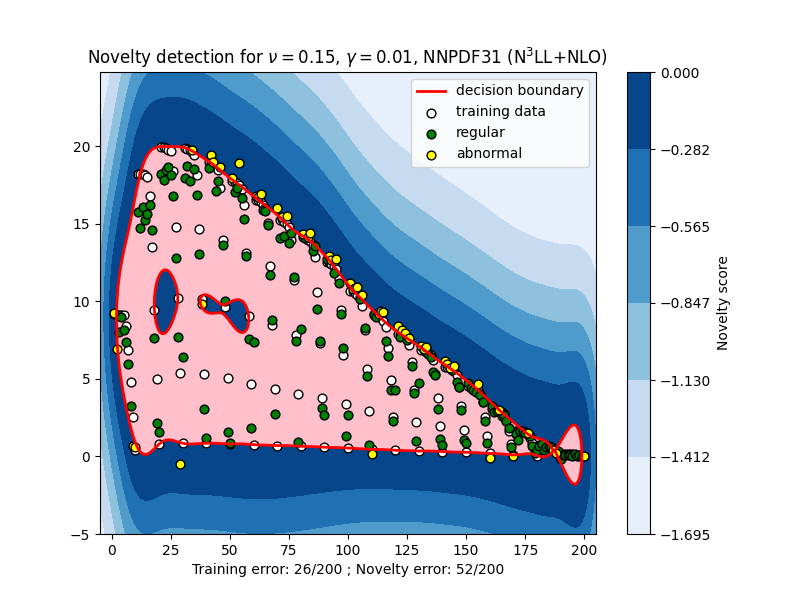 Novelty detection for ν = 0.15, γ = 0.01, NNPDF31 (N³LL+NLO)
decision boundary
training data
regular
abnormal
20
15
10
5
0
−5
0 25 50 75 100 125 150 175 200
Training error: 26/200 ; Novelty error: 52/200
0.000
−0.282
−0.565
−0.847
−1.130
−1.412
−1.695
Novelty score